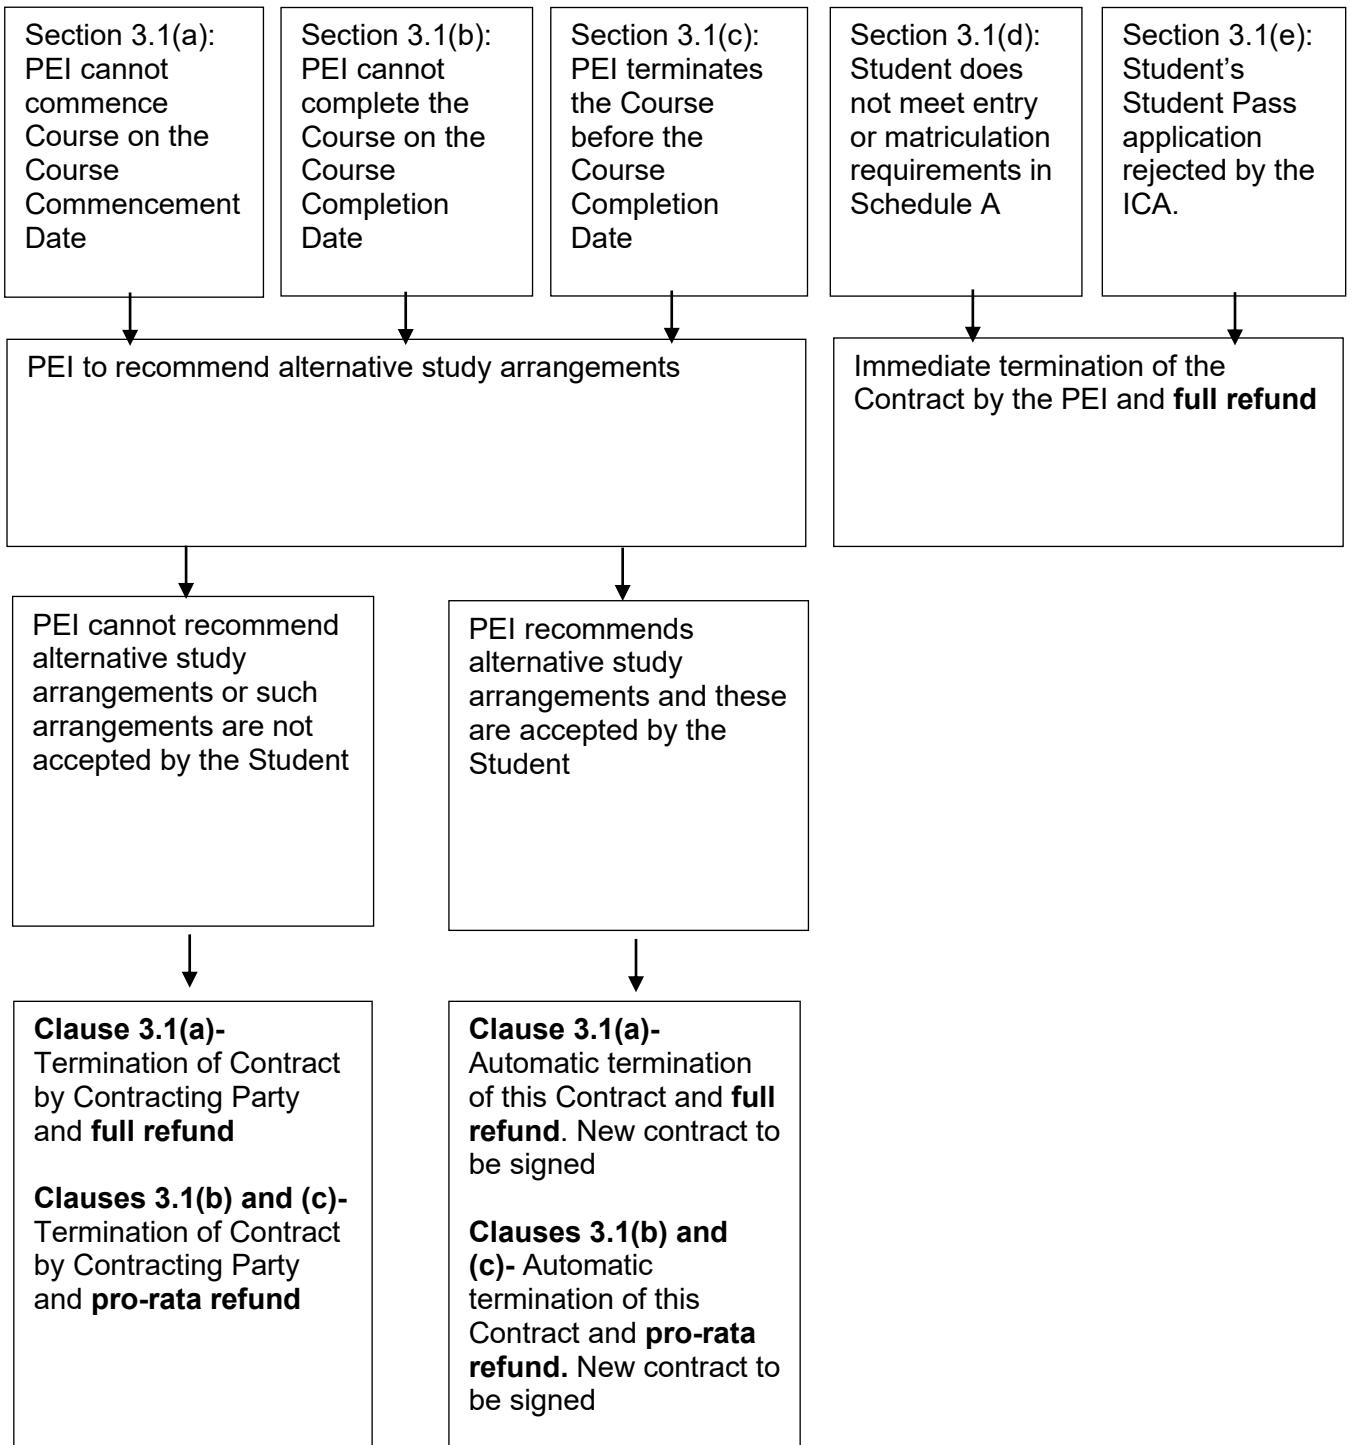 Section 3.1(a):
PEI cannot
commence
Course on the
Course
Commencement
Date
Section 3.1(b):
PEI cannot
complete the
Course on the
Course
Completion
Date
Section 3.1(c):
PEI terminates
the Course
before the
Course
Completion
Date
Section 3.1(d):
Student does
not meet entry
or matriculation
requirements in
Schedule A
Section 3.1(e):
Student’s
Student Pass
application
rejected by the
ICA.
PEI to recommend alternative study arrangements
Immediate termination of the
Contract by the PEI and full refund
PEI cannot recommend
alternative study
arrangements or such
arrangements are not
accepted by the Student
PEI recommends
alternative study
arrangements and these
are accepted by the
Student
Clause 3.1(a)-
Termination of Contract
by Contracting Party
and full refund
Clauses 3.1(b) and (c)-
Termination of Contract
by Contracting Party
and pro-rata refund
Clause 3.1(a)-
Automatic termination
of this Contract and full
refund. New contract to
be signed
Clauses 3.1(b) and
(c)- Automatic
termination of this
Contract and pro-rata
refund. New contract to
be signed